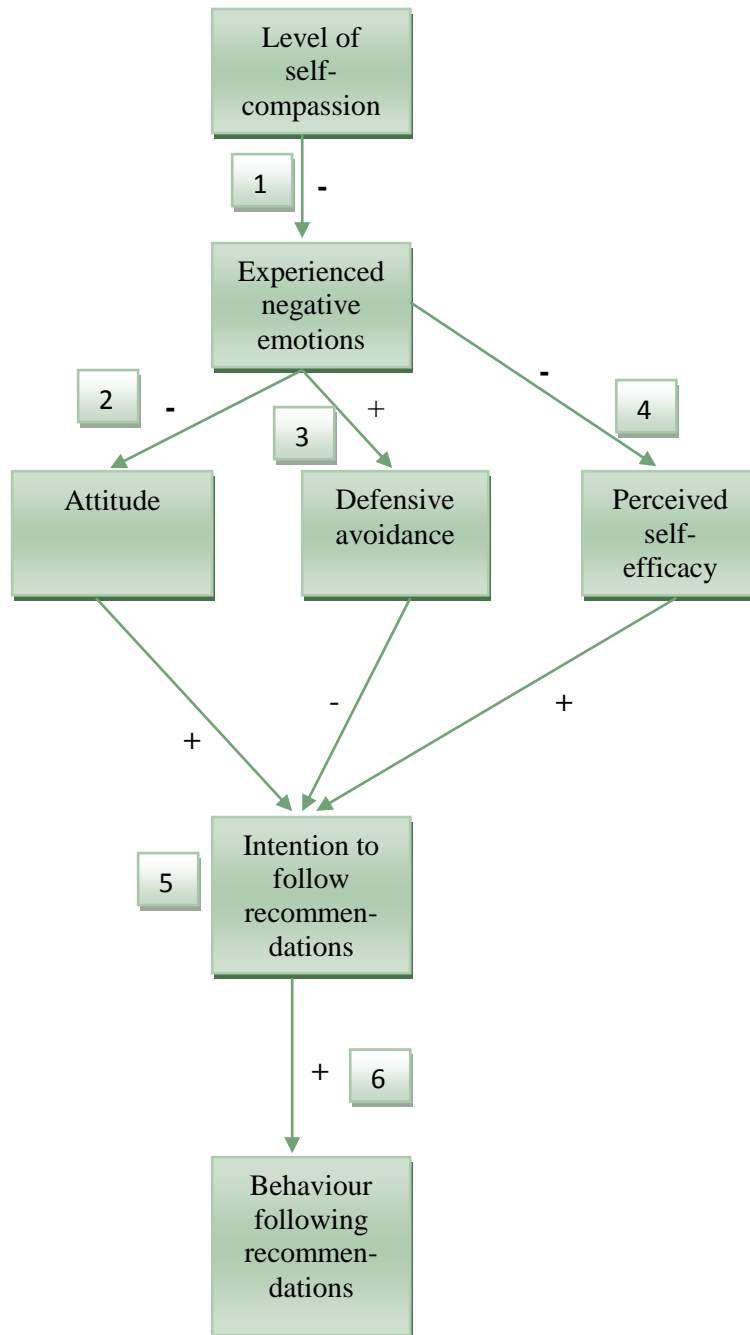 Level of
self-
compassion
1
-
Experienced
negative
emotions
2
-
3
+
-
4
Attitude
Defensive
avoidance
Perceived
self-
efficacy
+
-
+
5
Intention to
follow
recommen-
dations
+
6
Behaviour
following
recommen-
dations